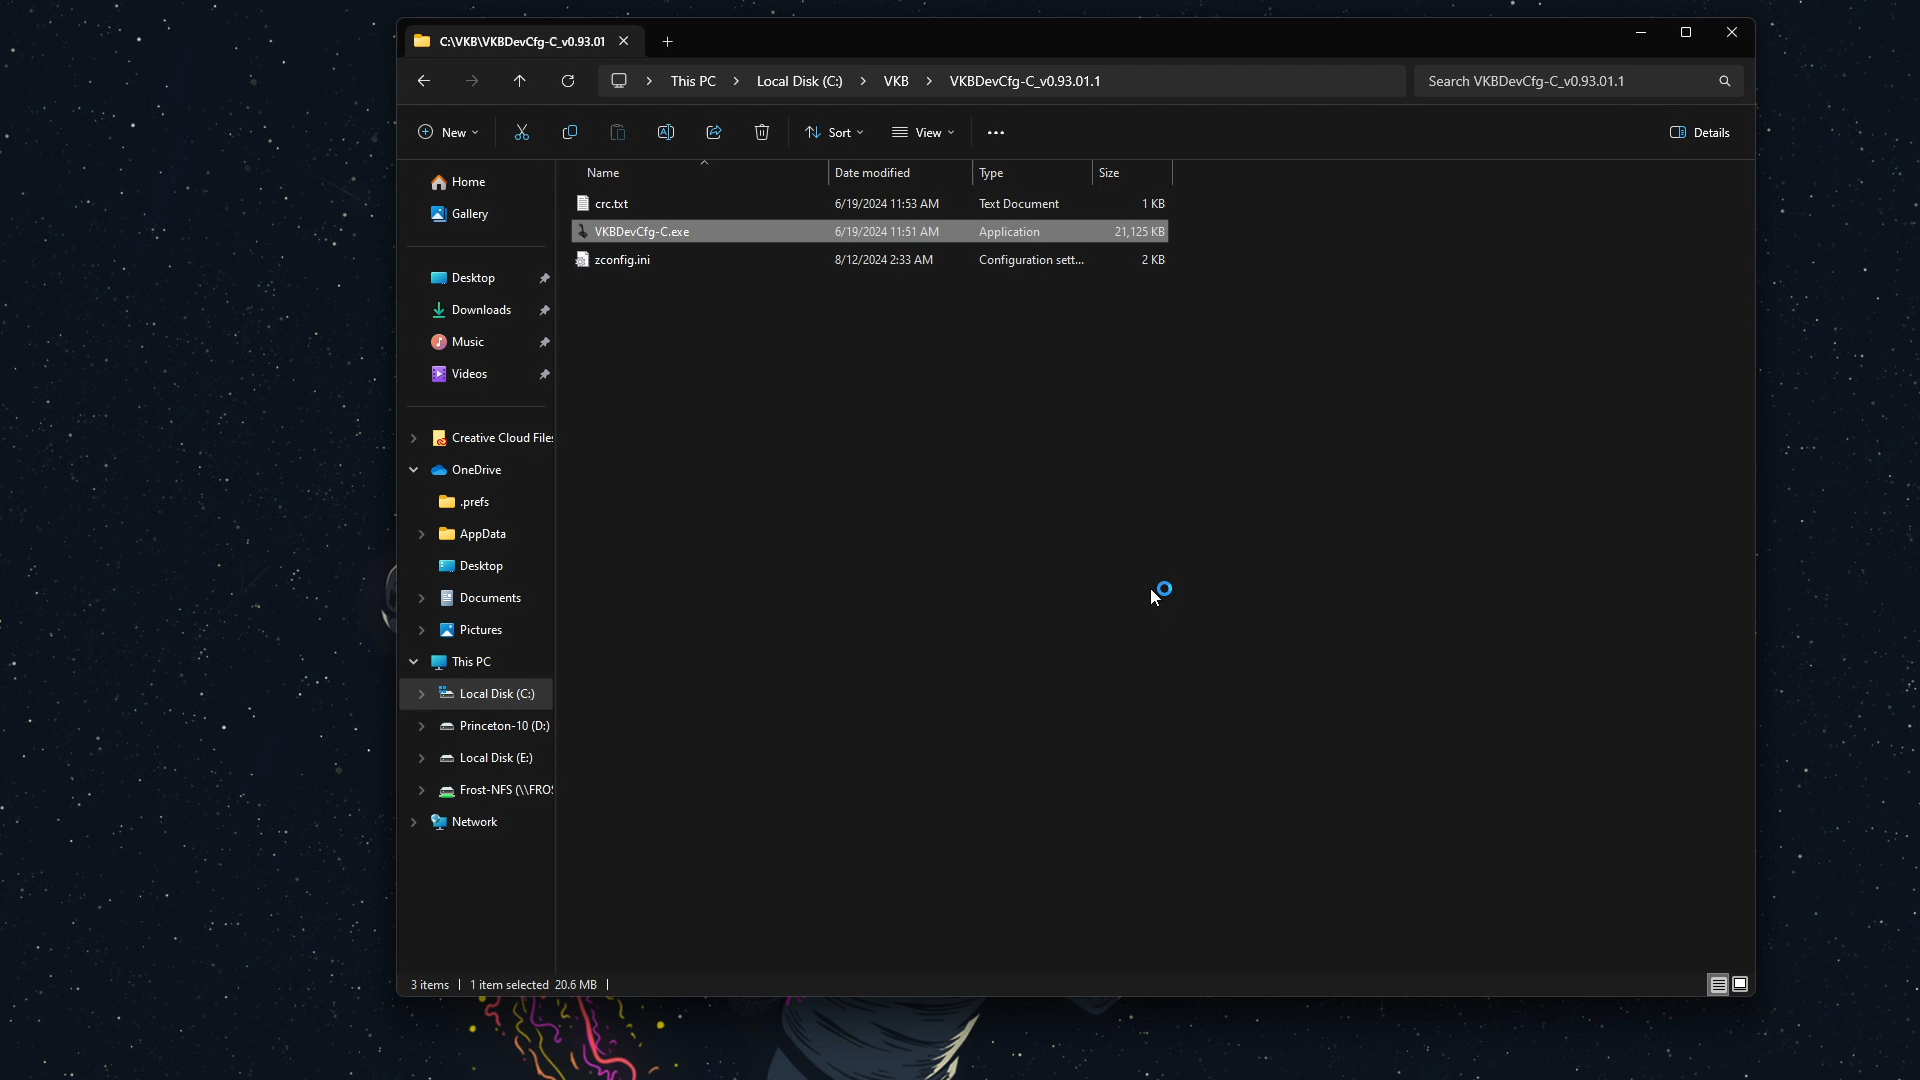 C:\VKB\VKBDevCfg-C_v0.93.01
This PC > Local Disk (C:) > VKB > VKBDevCfg-C_v0.93.01.1
Search VKBDevCfg-C_v0.93.01.1
New
Sort
View
Details
Name Date modified Type Size
crc.txt 6/19/2024 11:53 AM Text Document 1 KB
VKBDevCfg-C.exe 6/19/2024 11:51 AM Application 21,125 KB
zconfig.ini 8/12/2024 2:33 AM Configuration sett... 2 KB
Home
Gallery
Desktop
Downloads
Music
Videos
Creative Cloud Files
OneDrive
.prefs
AppData
Desktop
Documents
Pictures
This PC
Local Disk (C:)
Princeton-10 (D:)
Local Disk (E:)
Frost-NFS (\\FROS
Network
3 items | 1 item selected 20.6 MB |